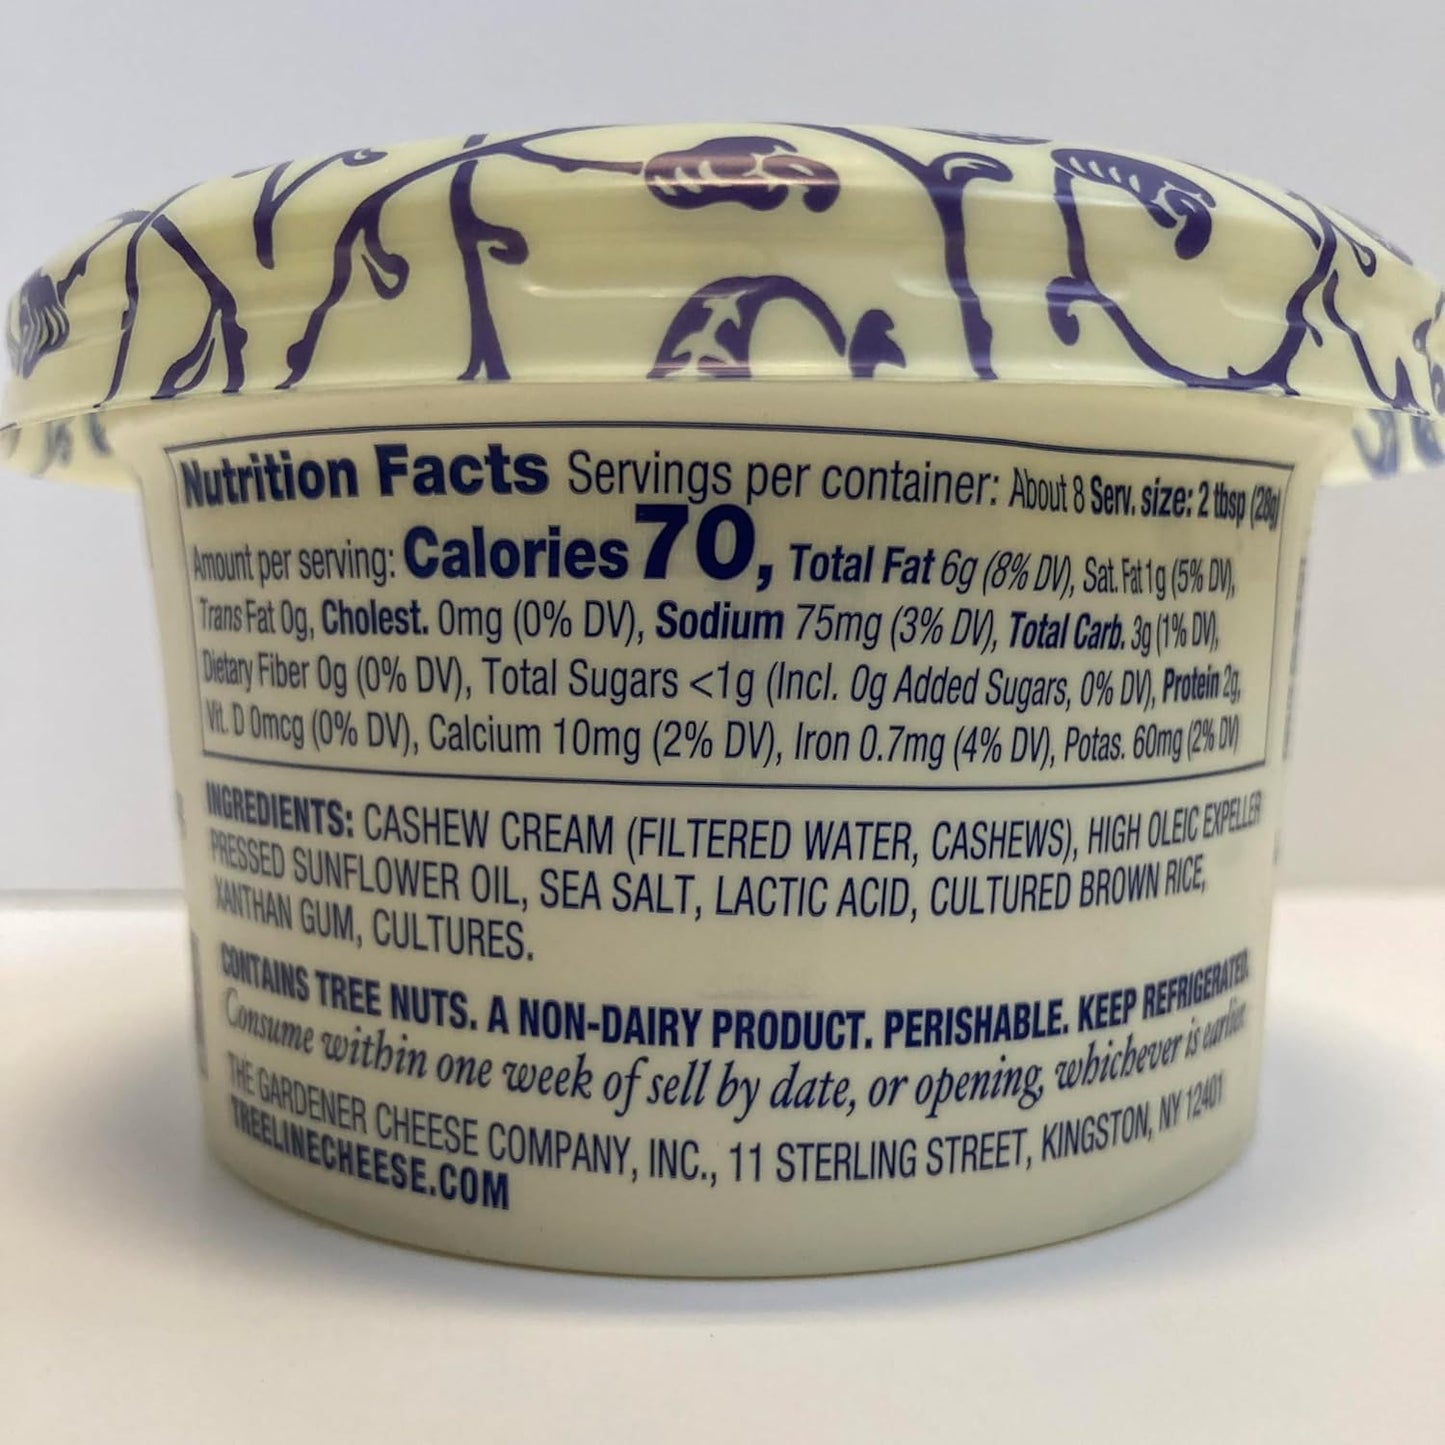 Nutrition Facts Servings per container: About 8 Serv. size: 2 tbsp (28g)
Amount per serving: Calories 70, Total Fat 6g (8% DV), Sat. Fat 1g (5% DV),
Trans Fat 0g, Cholest. 0mg (0% DV), Sodium 75mg (3% DV), Total Carb. 3g (1% DV),
Dietary Fiber 0g (0% DV), Total Sugars <1g (Incl. 0g Added Sugars, 0% DV), Protein 2g,
Vit. D 0mcg (0% DV), Calcium 10mg (2% DV), Iron 0.7mg (4% DV), Potas. 60mg (2% DV)
INGREDIENTS: CASHEW CREAM (FILTERED WATER, CASHEWS), HIGH OLEIC EXPELLER
PRESSED SUNFLOWER OIL, SEA SALT, LACTIC ACID, CULTURED BROWN RICE,
XANTHAN GUM, CULTURES.
CONTAINS TREE NUTS. A NON-DAIRY PRODUCT. PERISHABLE. KEEP REFRIGERATED.
Consume within one week of sell by date, or opening, whichever is earlier.
THE GARDENER CHEESE COMPANY, INC., 11 STERLING STREET, KINGSTON, NY 12401
TREELINECHEESE.COM